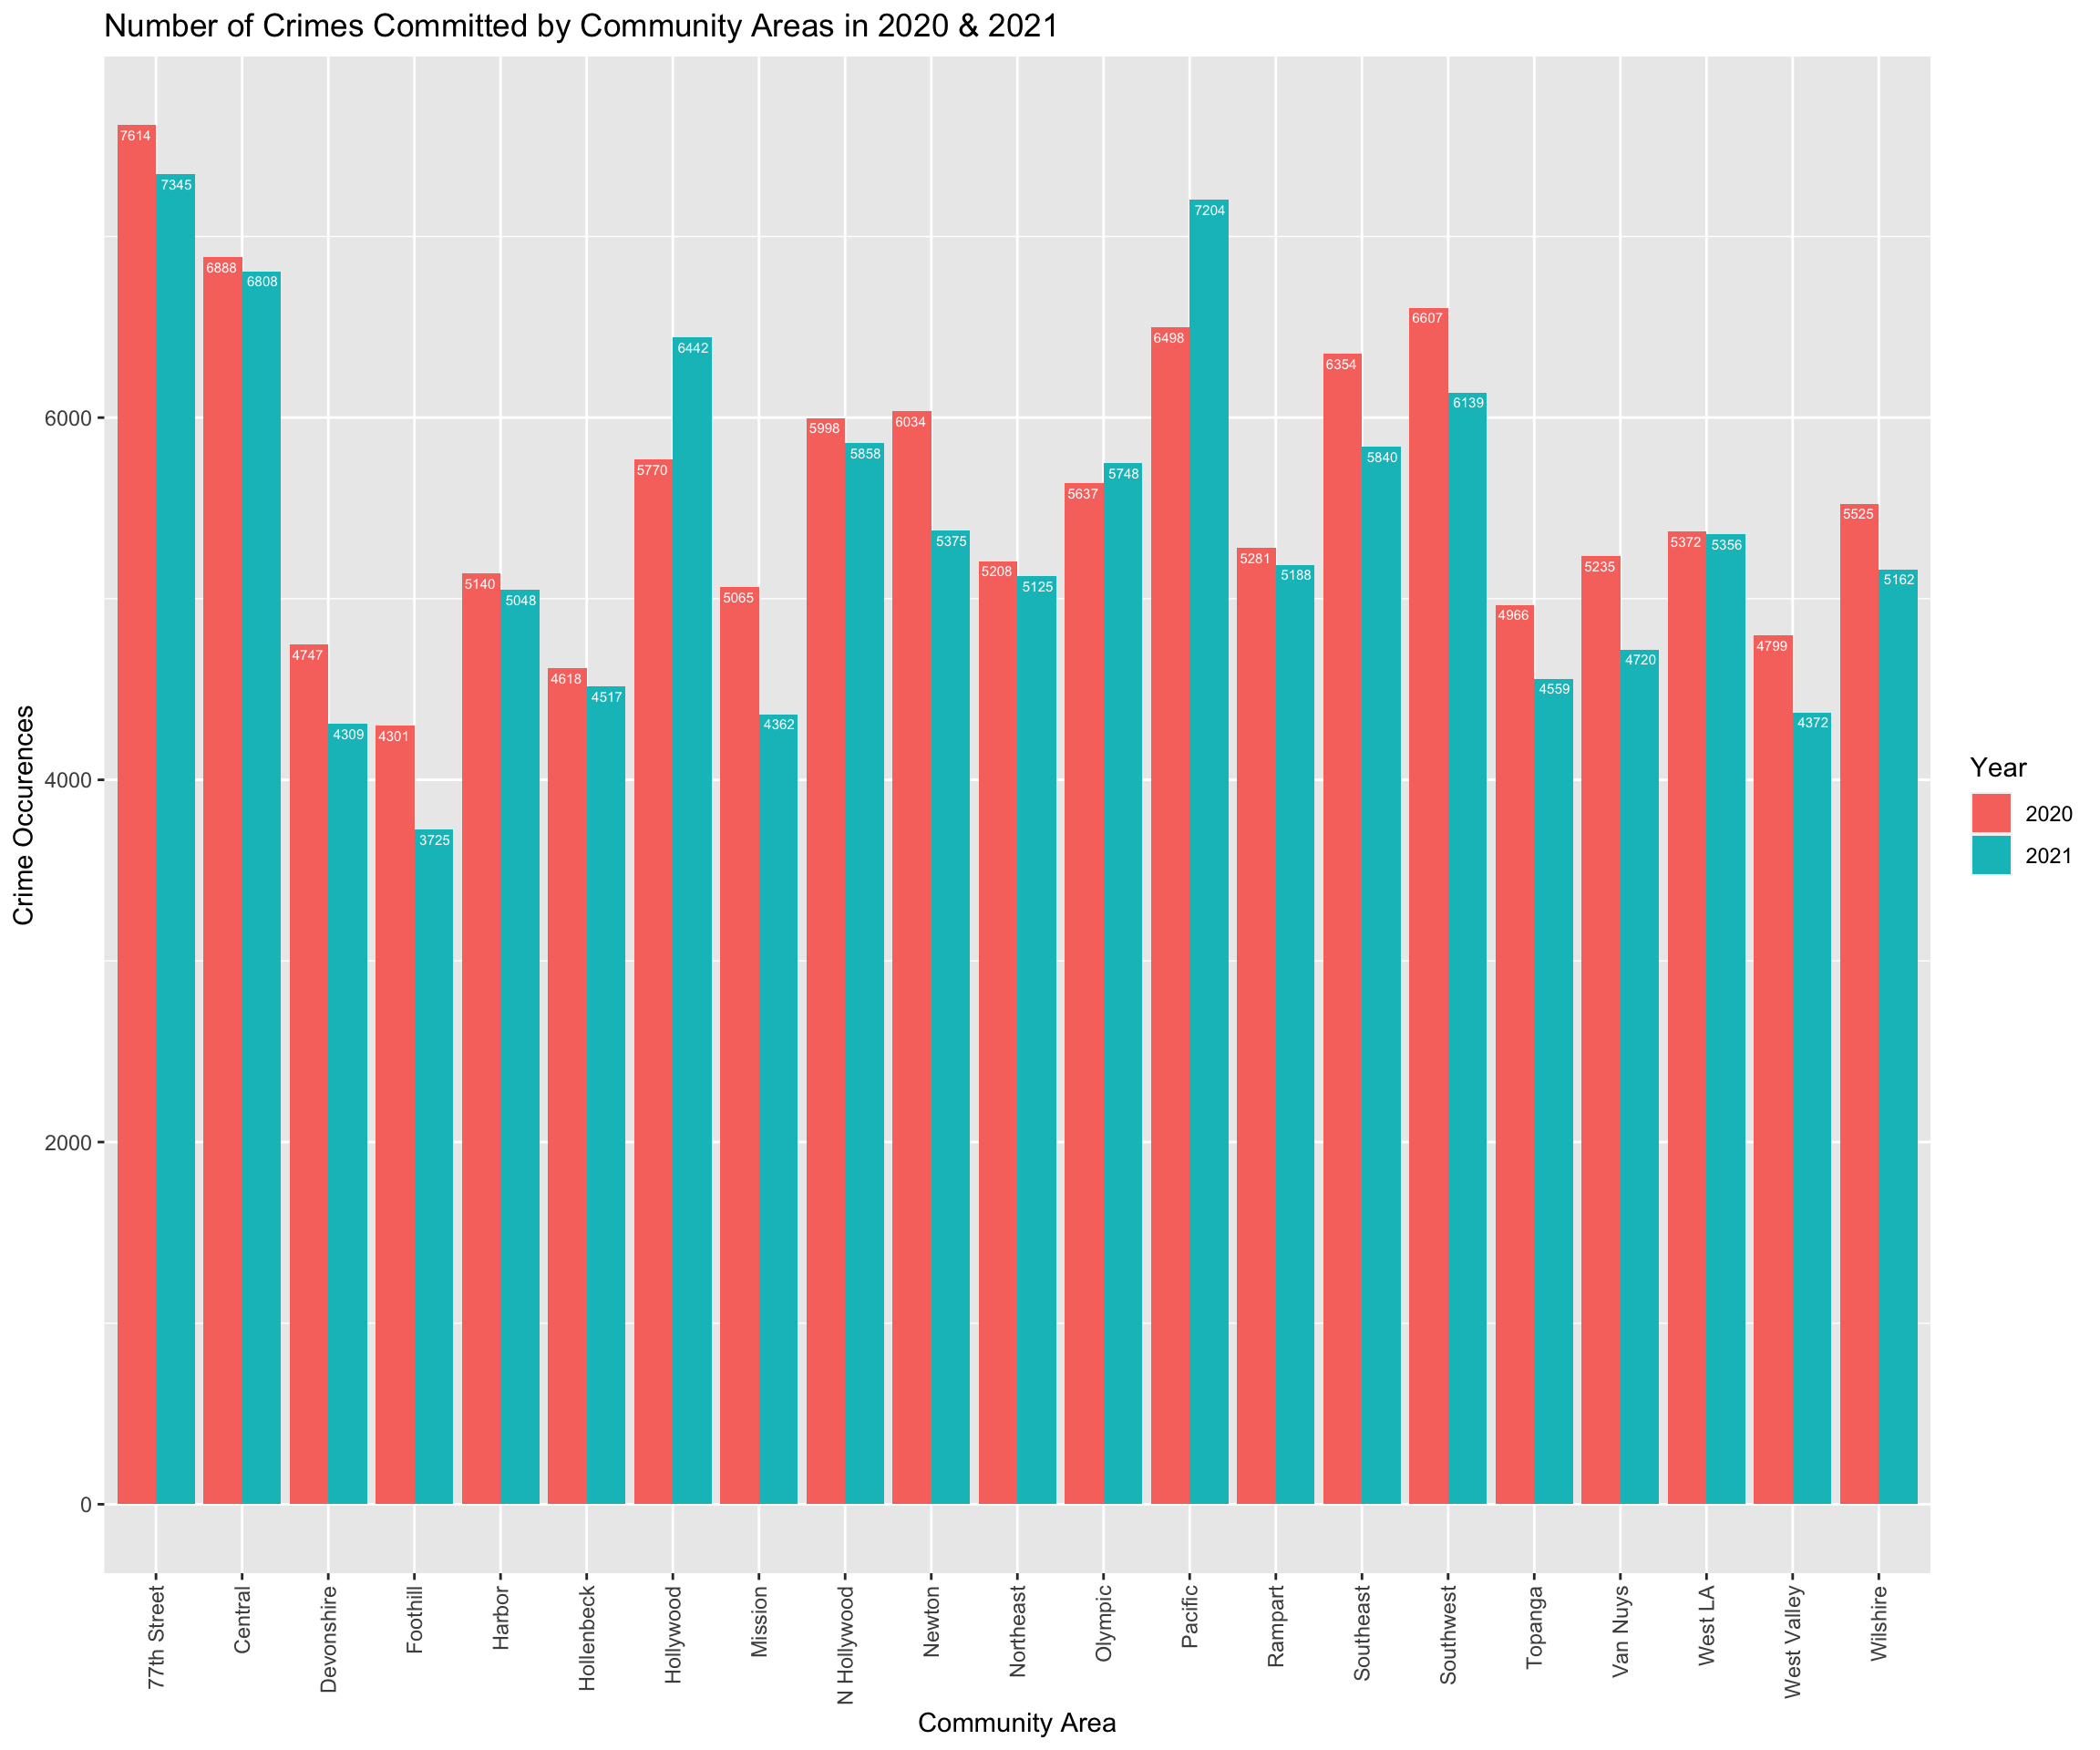 Number of Crimes Committed by Community Areas in 2020 & 2021
7614
7345
6888
6808
4747
4309
4301
3725
5140
5048
4618
4517
5770
6442
5065
4362
5998
5858
6034
5375
5208
5125
5637
5748
6498
7204
5281
5188
6354
5840
6607
6139
4966
4559
5235
4720
5372
5356
4799
4372
5525
5162
6000
4000
2000
0
Crime Occurences
77th Street
Central
Devonshire
Foothill
Harbor
Hollenbeck
Hollywood
Mission
N Hollywood
Newton
Northeast
Olympic
Pacific
Rampart
Southeast
Southwest
Topanga
Van Nuys
West LA
West Valley
Wilshire
Community Area
Year
2020
2021